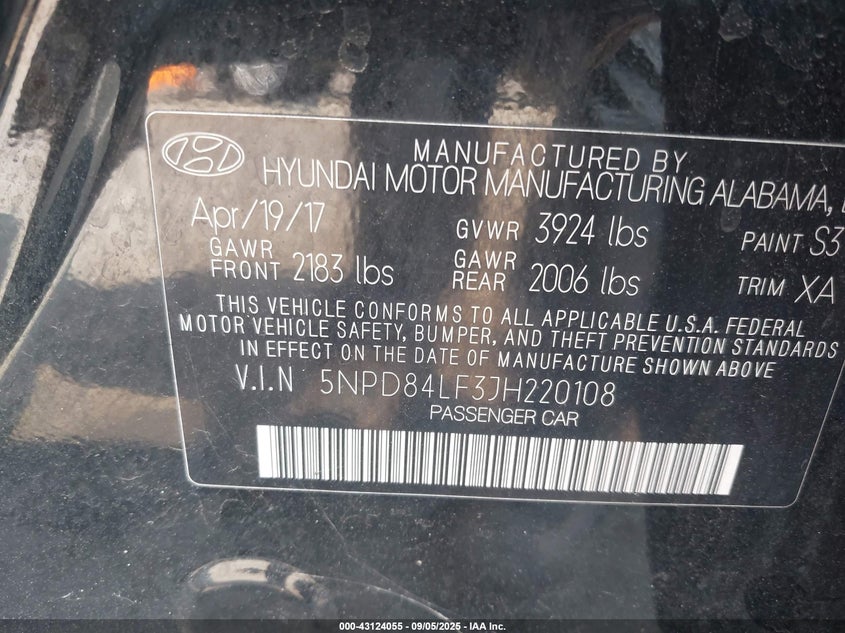 MANUFACTURED BY
HYUNDAI MOTOR MANUFACTURING ALABAMA,
Apr/19/17 GVWR 3924 lbs PAINT S3
GAWR FRONT 2183 lbs GAWR REAR 2006 lbs TRIM XA
THIS VEHICLE CONFORMS TO ALL APPLICABLE U.S.A. FEDERAL
MOTOR VEHICLE SAFETY, BUMPER, AND THEFT PREVENTION STANDARDS
IN EFFECT ON THE DATE OF MANUFACTURE SHOWN ABOVE
V.I.N 5NPD84LF3JH220108
PASSENGER CAR
000-43124055 - 09/05/2025 - IAA Inc.